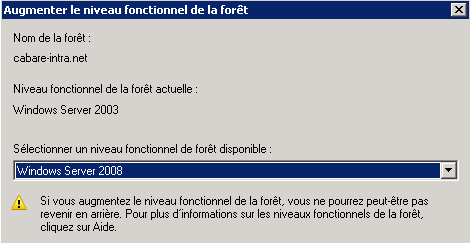 Augmenter le niveau fonctionnel de la forêt
Nom de la forêt :
cabare-intra.net
Niveau fonctionnel de la forêt actuelle :
Windows Server 2003
Sélectionner un niveau fonctionnel de forêt disponible :
Windows Server 2008
Si vous augmentez le niveau fonctionnel de la forêt, vous ne pourrez peut-être pas
revenir en arrière. Pour plus d'informations sur les niveaux fonctionnels de la forêt,
cliquez sur Aide.